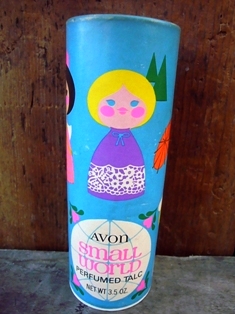 AVON
small
world
PERFUMED TALC
NET WT 3.5 OZ.